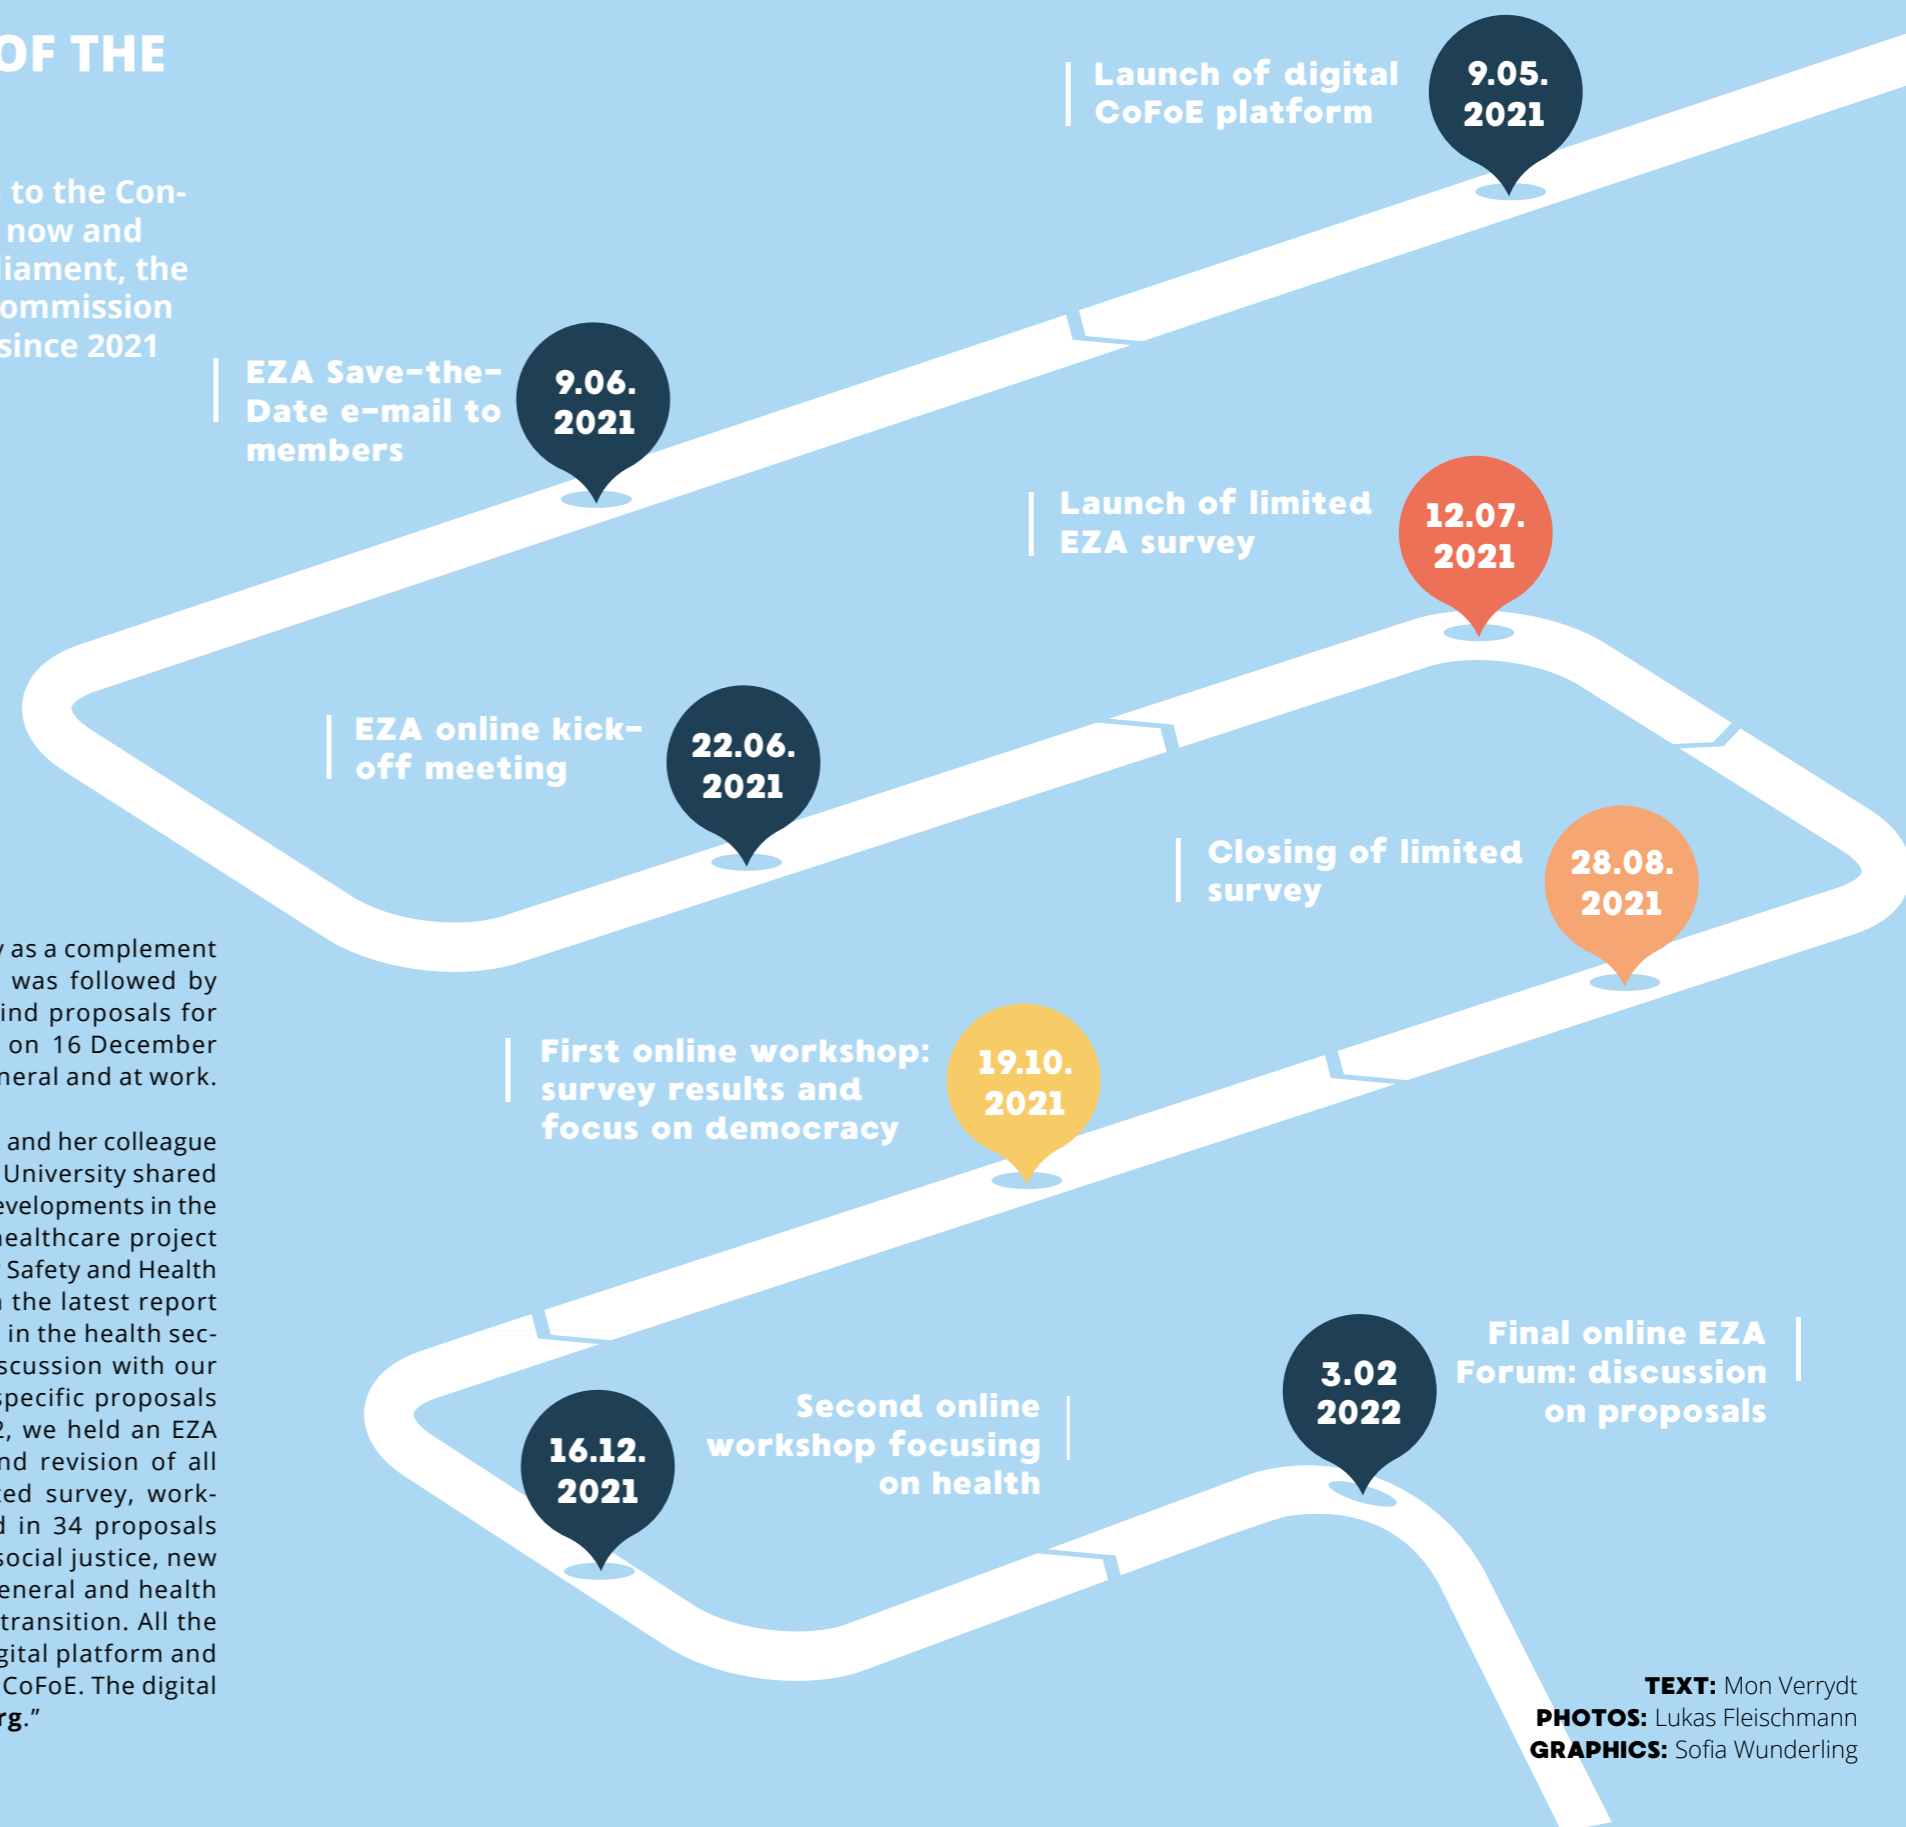 OF THE
to the Con-
now and
liament, the
ommission
since 2021
Launch of digital
CoFoE platform
9.05.
2021
EZA Save-the-
Date e-mail to
members
9.06.
2021
Launch of limited
EZA survey
12.07.
2021
EZA online kick-
off meeting
22.06.
2021
Closing of limited
survey
28.08.
2021
First online workshop:
survey results and
focus on democracy
19.10.
2021
Second online
workshop focusing
on health
16.12.
2021
3.02
2022
Final online EZA
Forum: discussion
on proposals
y as a complement
was followed by
ind proposals for
on 16 December
neral and at work.
and her colleague
University shared
evelopments in the
healthcare project
Safety and Health
the latest report
in the health sec-
scussion with our
specific proposals
2, we held an EZA
nd revision of all
ted survey, work-
d in 34 proposals
social justice, new
eneral and health
transition. All the
gital platform and
CoFoE. The digital
rg."
TEXT: Mon Verrydt
PHOTOS: Lukas Fleischmann
GRAPHICS: Sofia Wunderling